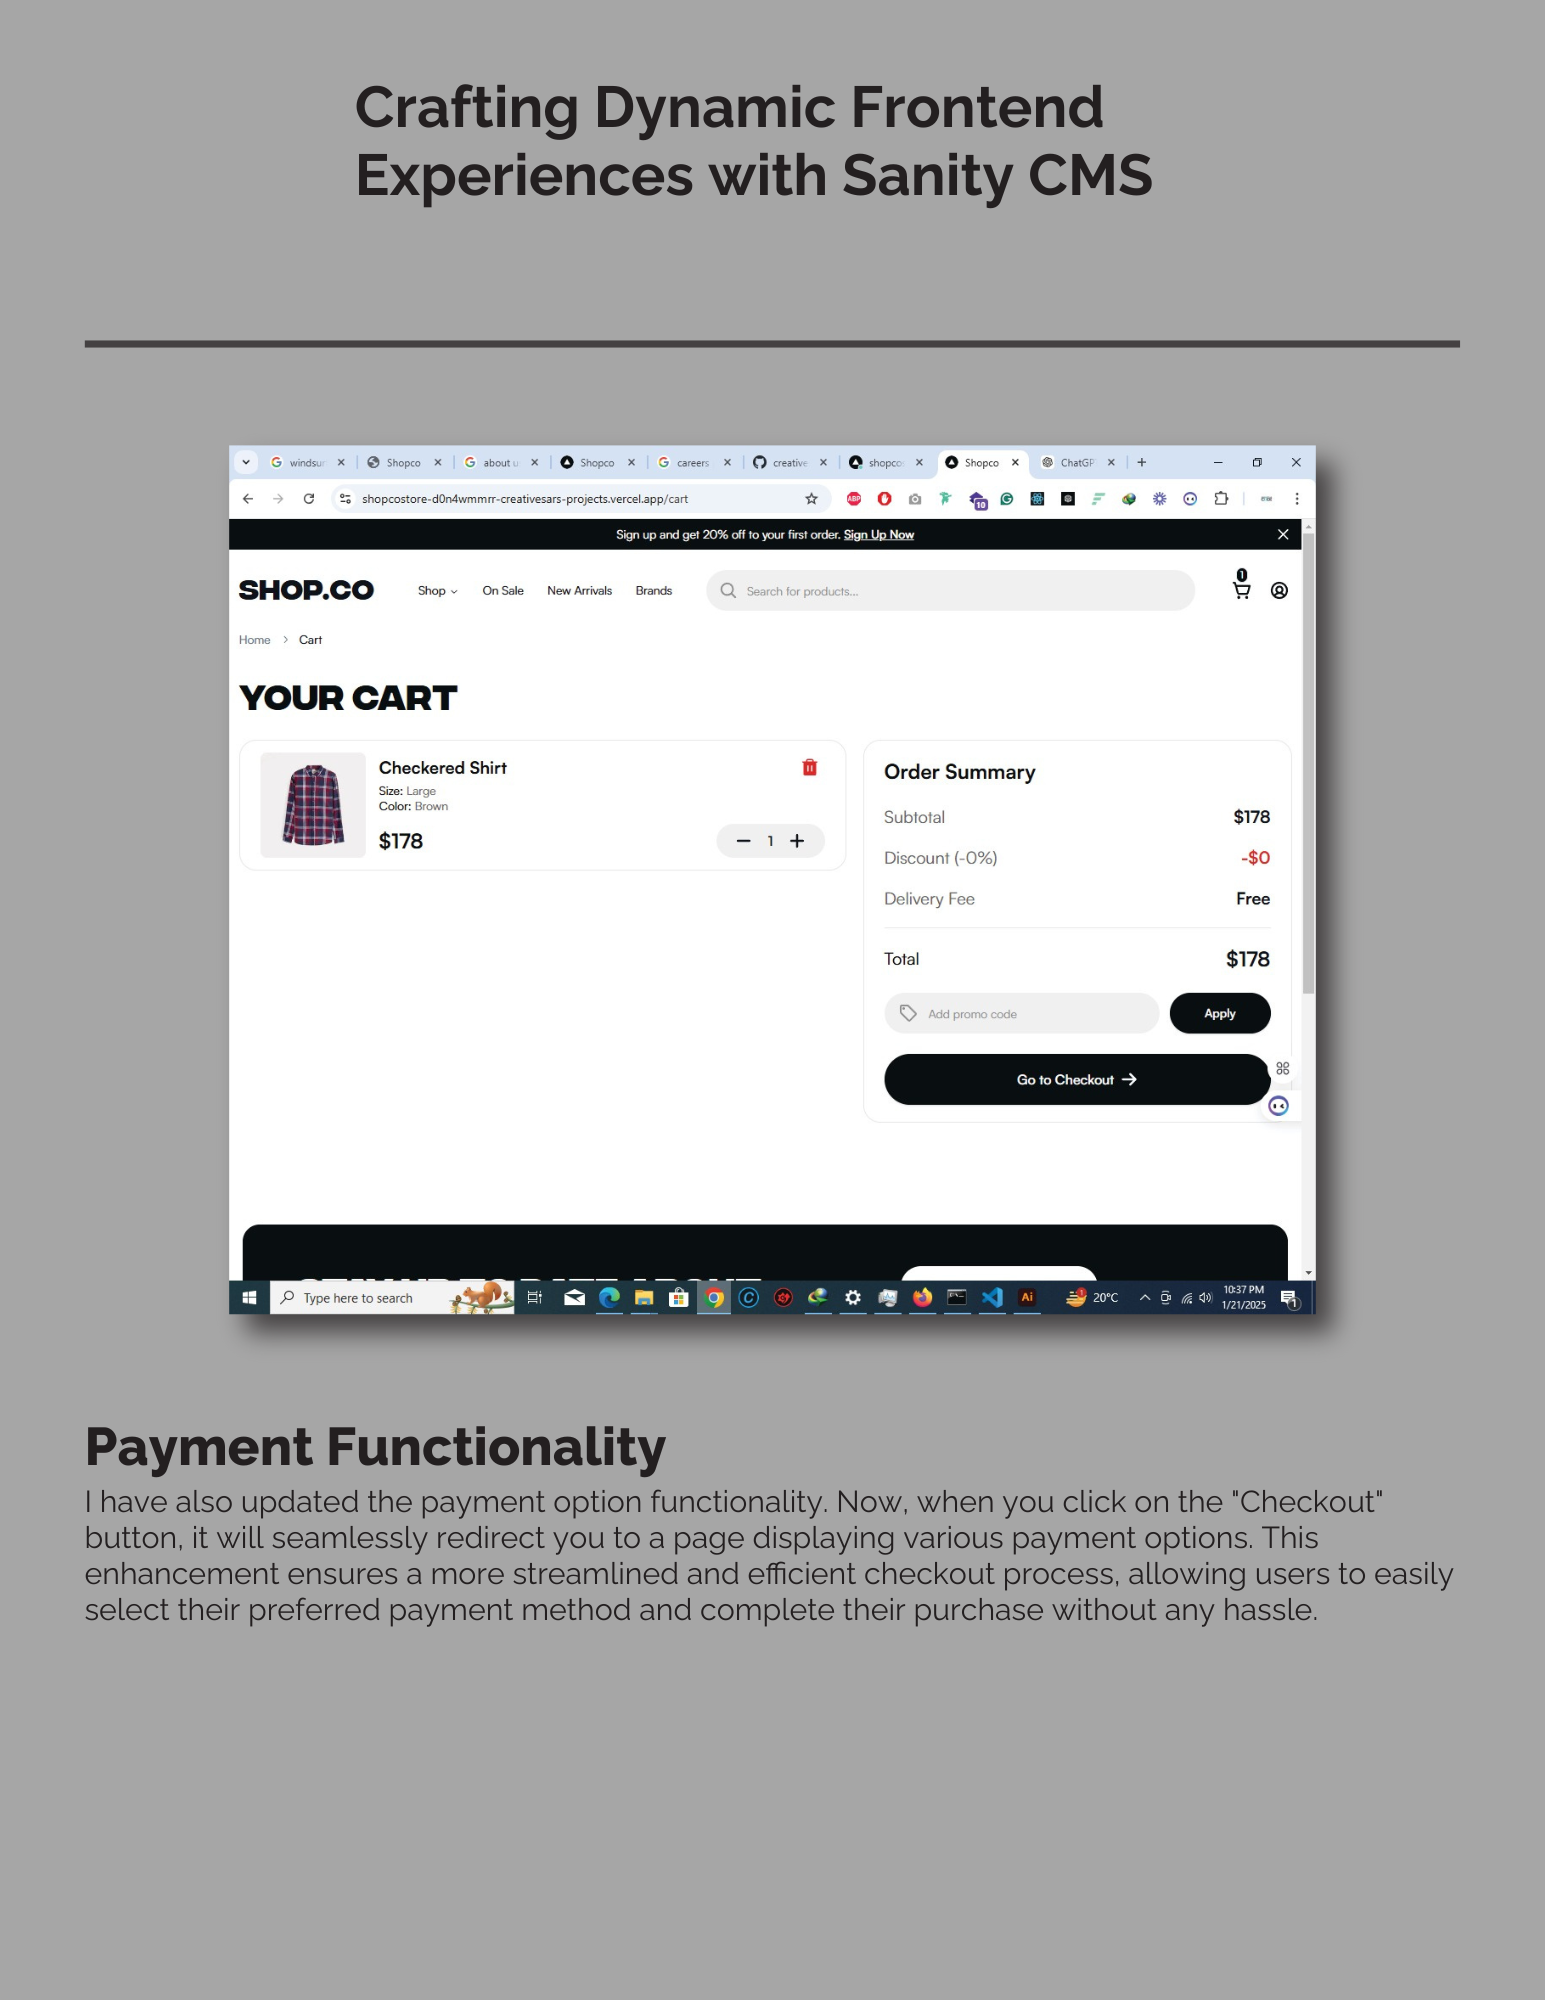 Crafting Dynamic Frontend
Experiences with Sanity CMS
windsur
Shopco
about u
Shopco
careers
creative
shopco
Shopco
ChatGP
shopcostore-d0n4wmmrr-creativesars-projects.vercel.app/cart
ABP
10
Sign up and get 20% off to your first order. Sign Up Now
1
SHOP.CO Shop On Sale New Arrivals Brands Search for products...
Home > Cart
YOUR CART
Checkered Shirt
Size: Large
Color: Brown
$178
1
Order Summary
Subtotal $178
Discount (-0%) -$0
Delivery Fee Free
Total $178
Add promo code Apply
Go to Checkout →
Type here to search
Ai
20°C
10:37 PM
1/21/2025
1
Payment Functionality
I have also updated the payment option functionality. Now, when you click on the "Checkout"
button, it will seamlessly redirect you to a page displaying various payment options. This
enhancement ensures a more streamlined and efficient checkout process, allowing users to easily
select their preferred payment method and complete their purchase without any hassle.